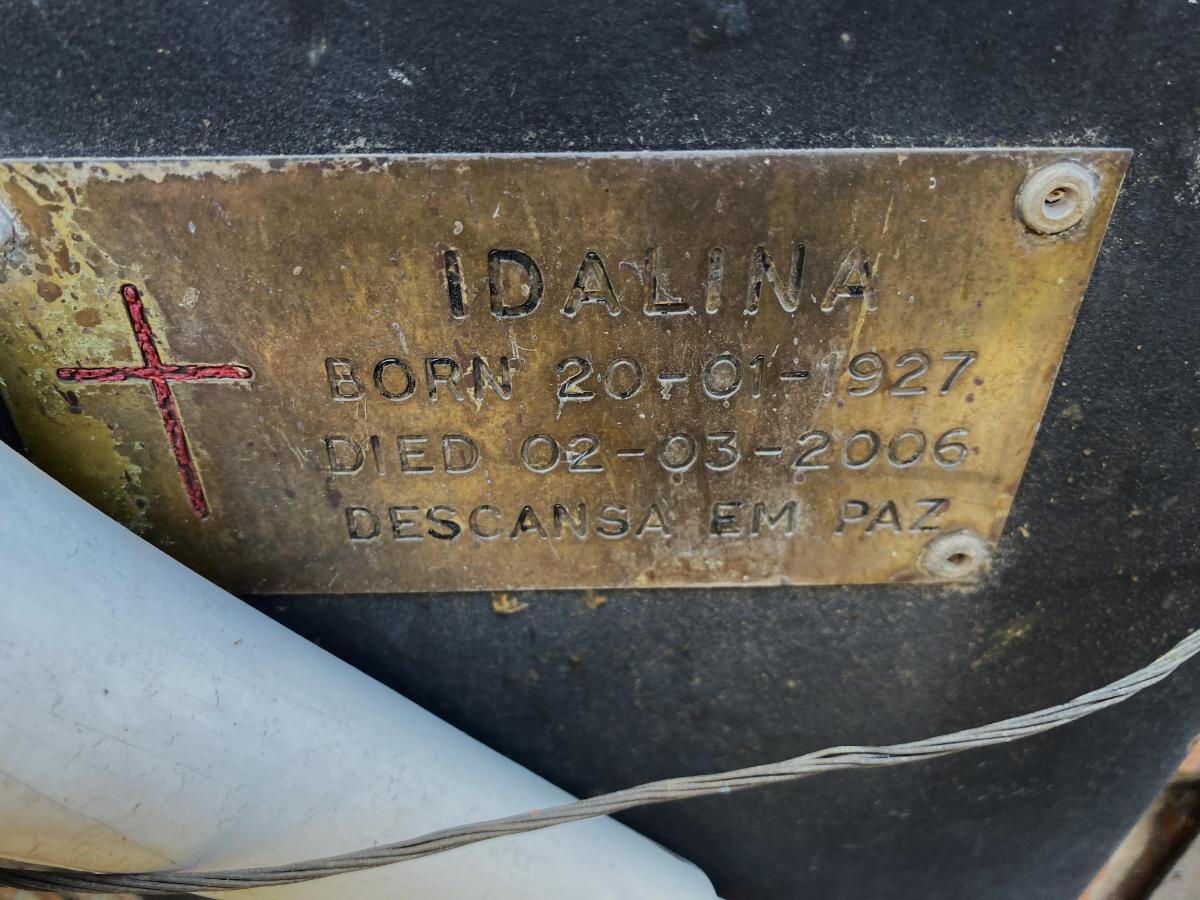 IDALINA
BORN 20-01-1927
DIED 02-03-2006
DESCANSA EM PAZ